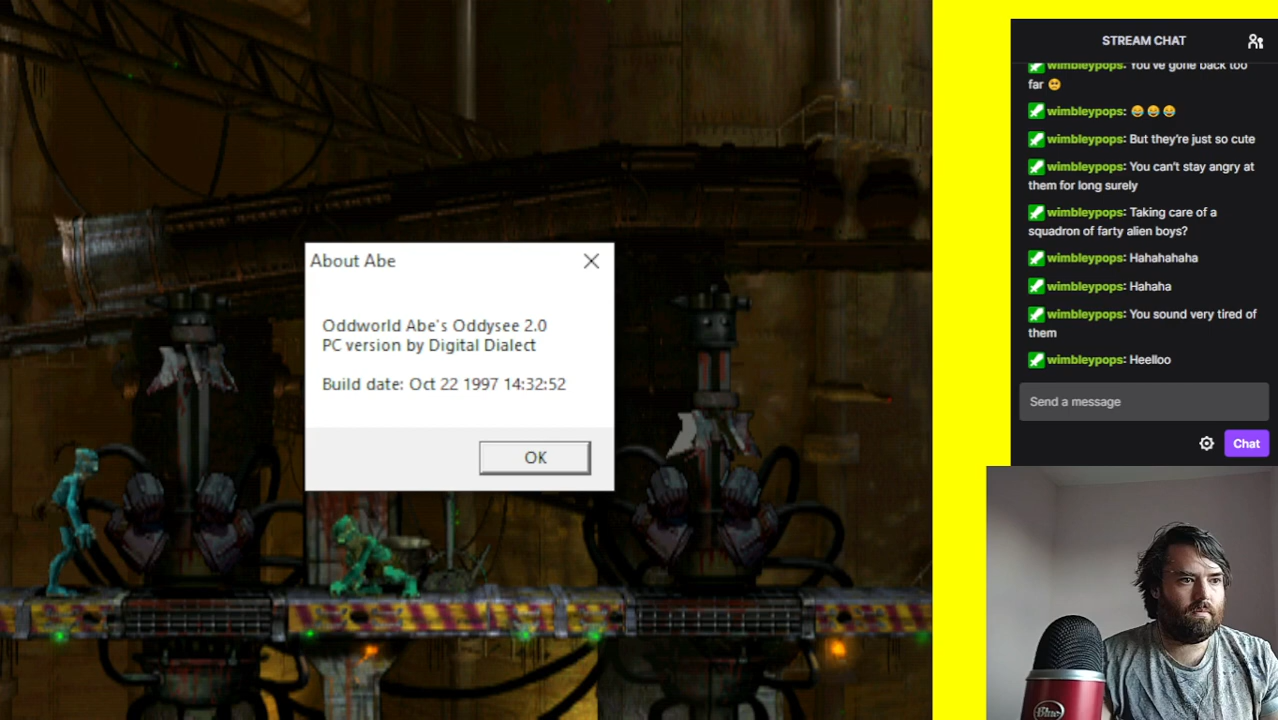 About Abe
Oddworld Abe's Oddysee 2.0
PC version by Digital Dialect
Build date: Oct 22 1997 14:32:52
OK
STREAM CHAT
wimbleypops: You've gone back too
far
wimbleypops:
wimbleypops: But they're just so cute
wimbleypops: You can't stay angry at
them for long surely
wimbleypops: Taking care of a
squadron of farty alien boys?
wimbleypops: Hahahahaha
wimbleypops: Hahaha
wimbleypops: You sound very tired of
them
wimbleypops: Heelloo
Send a message
Chat
Blue